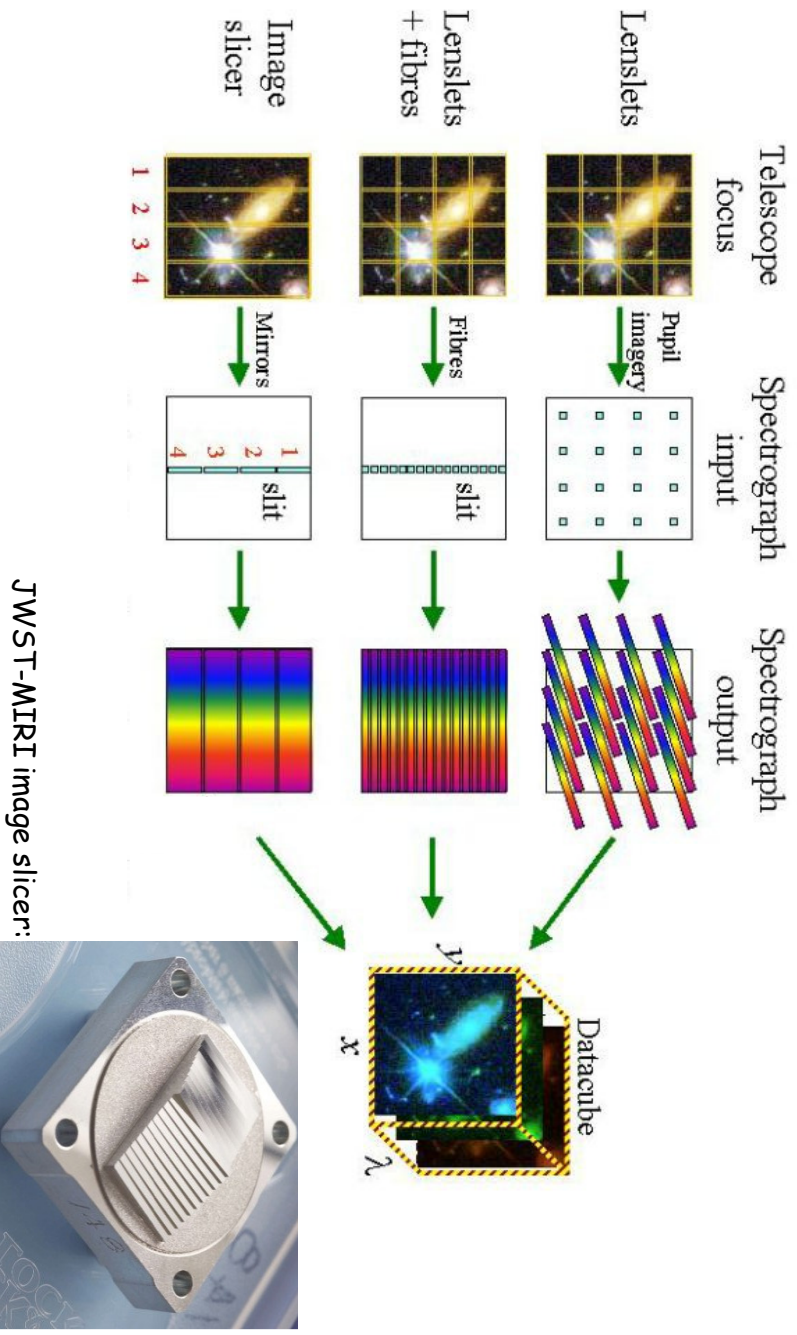 Telescope
focus
Spectrograph
input
Spectrograph
output
Lenslets
Pupil
imagery
Datacube
Lenslets
+ fibres
Fibres
slit
y
x
λ
Image
slicer
1
2
3
4
Mirrors
1
2
3
4
slit
JWST-MIRI image slicer: